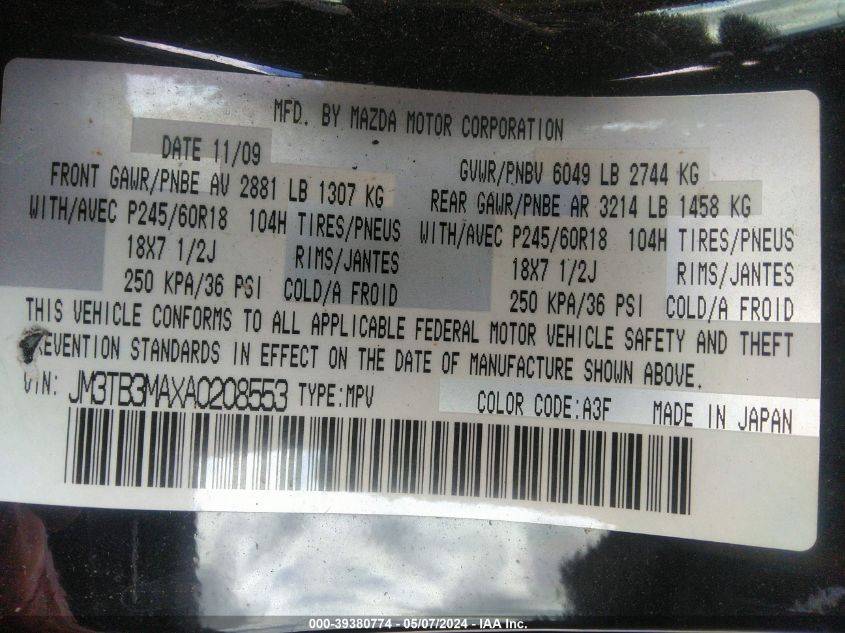 MFD. BY MAZDA MOTOR CORPORATION
DATE 11/09
GVWR/PNBV 6049 LB 2744 KG
FRONT GAWR/PNBE AV 2881 LB 1307 KG
REAR GAWR/PNBE AR 3214 LB 1458 KG
WITH/AVEC P245/60R18 104H TIRES/PNEUS
WITH/AVEC P245/60R18 104H TIRES/PNEUS
18X7 1/2J RIMS/JANTES
18X7 1/2J RIMS/JANTES
250 KPA/36 PSI COLD/A FROID
250 KPA/36 PSI COLD/A FROID
THIS VEHICLE CONFORMS TO ALL APPLICABLE FEDERAL MOTOR VEHICLE SAFETY AND THEFT
REVENTION STANDARDS IN EFFECT ON THE DATE OF MANUFACTURE SHOWN ABOVE.
VIN: JM3TB3MAXA0208553 TYPE:MPV COLOR CODE:A3F MADE IN JAPAN
000-39380774 - 05/07/2024 - IAA Inc.